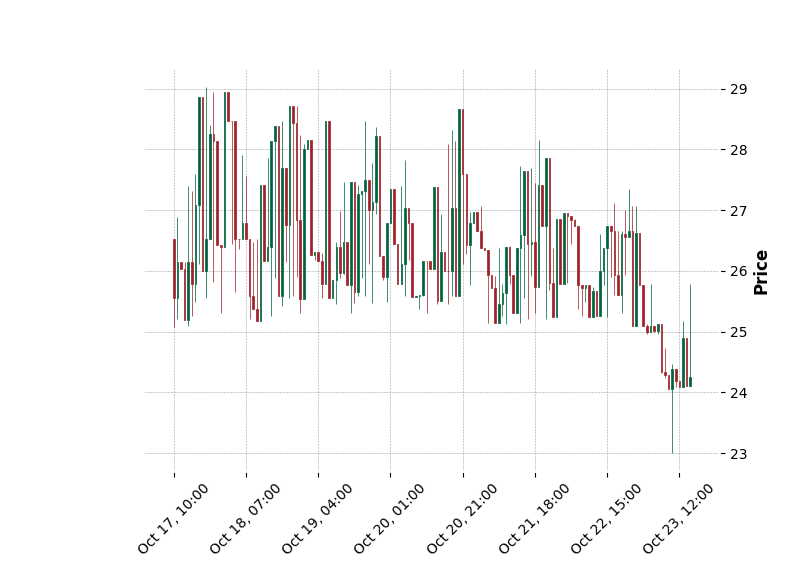 29
28
27
26
25
24
23
Price
Oct 17, 10:00
Oct 18, 07:00
Oct 19, 04:00
Oct 20, 01:00
Oct 20, 21:00
Oct 21, 18:00
Oct 22, 15:00
Oct 23, 12:00